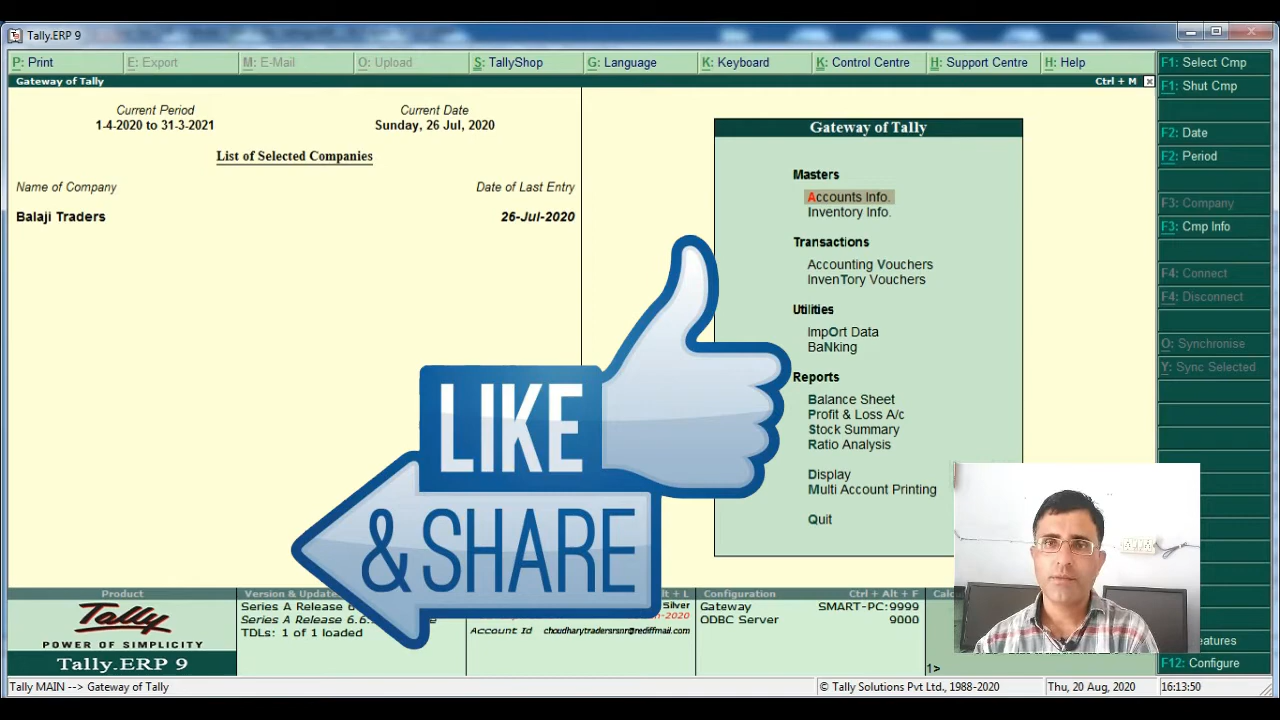 Tally.ERP 9
P: Print
E: Export
M: E-Mail
O: Upload
S: TallyShop
G: Language
K: Keyboard
K: Control Centre
H: Support Centre
H: Help
Gateway of Tally
Ctrl + M
Current Period
1-4-2020 to 31-3-2021
Current Date
Sunday, 26 Jul, 2020
List of Selected Companies
Name of Company
Date of Last Entry
Balaji Traders
26-Jul-2020
Gateway of Tally
Masters
Accounts Info.
Inventory Info.
Transactions
Accounting Vouchers
InvenTory Vouchers
Utilities
ImpOrt Data
BaNking
Reports
Balance Sheet
Profit & Loss A/c
Stock Summary
Ratio Analysis
Display
Multi Account Printing
Quit
F1: Select Cmp
F1: Shut Cmp
F2: Date
F2: Period
F3: Company
F3: Cmp Info
F4: Connect
F4: Disconnect
O: Synchronise
Y: Sync Selected
F12: Configure
LIKE
& SHARE
Product
Tally
POWER OF SIMPLICITY
Tally.ERP 9
Version & Updates
Series A Release
Series A Release 6.6.
TDLs: 1 of 1 loaded
Alt + L
Silver
Account Id choudharytradersrsnr@rediffmail.com
Configuration Ctrl + Alt + F
Gateway SMART-PC:9999
ODBC Server 9000
1>
Tally MAIN --> Gateway of Tally
© Tally Solutions Pvt Ltd., 1988-2020
Thu, 20 Aug, 2020
16:13:50